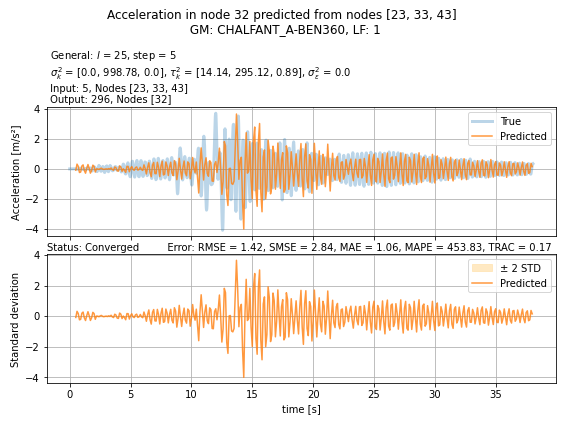 Acceleration in node 32 predicted from nodes [23, 33, 43]
GM: CHALFANT_A-BEN360, LF: 1
General: l = 25, step = 5
σ²ₖ = [0.0, 998.78, 0.0], τ²ₖ = [14.14, 295.12, 0.89], σ²ε = 0.0
Input: 5, Nodes [23, 33, 43]
Output: 296, Nodes [32]
Acceleration [m/s²]
4
2
0
−2
−4
True
Predicted
Status: Converged Error: RMSE = 1.42, SMSE = 2.84, MAE = 1.06, MAPE = 453.83, TRAC = 0.17
Standard deviation
4
2
0
−2
−4
± 2 STD
Predicted
0 5 10 15 20 25 30 35
time [s]